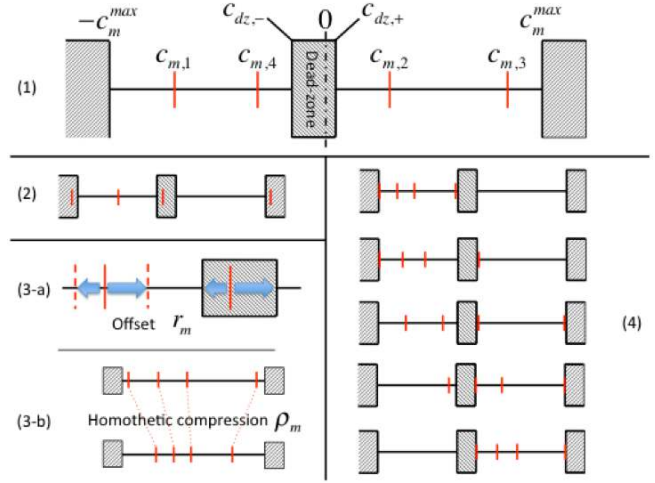 −c_m^{max}
c_{dz,−}
0
c_{dz,+}
c_m^{max}
(1)
c_{m,1}
c_{m,4}
Dead-zone
c_{m,2}
c_{m,3}
(2)
(3-a)
Offset r_m
(4)
(3-b)
Homothetic compression ρ_m